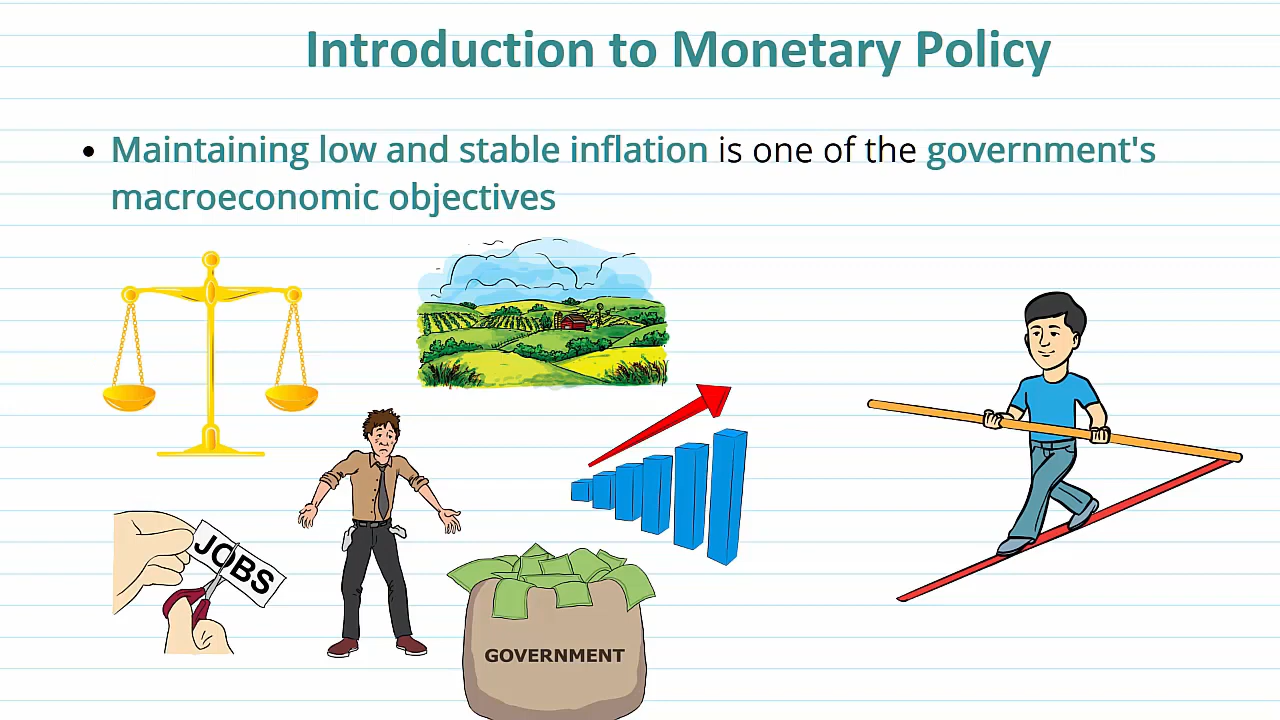 Introduction to Monetary Policy
• Maintaining low and stable inflation is one of the government's
macroeconomic objectives
JOBS
GOVERNMENT